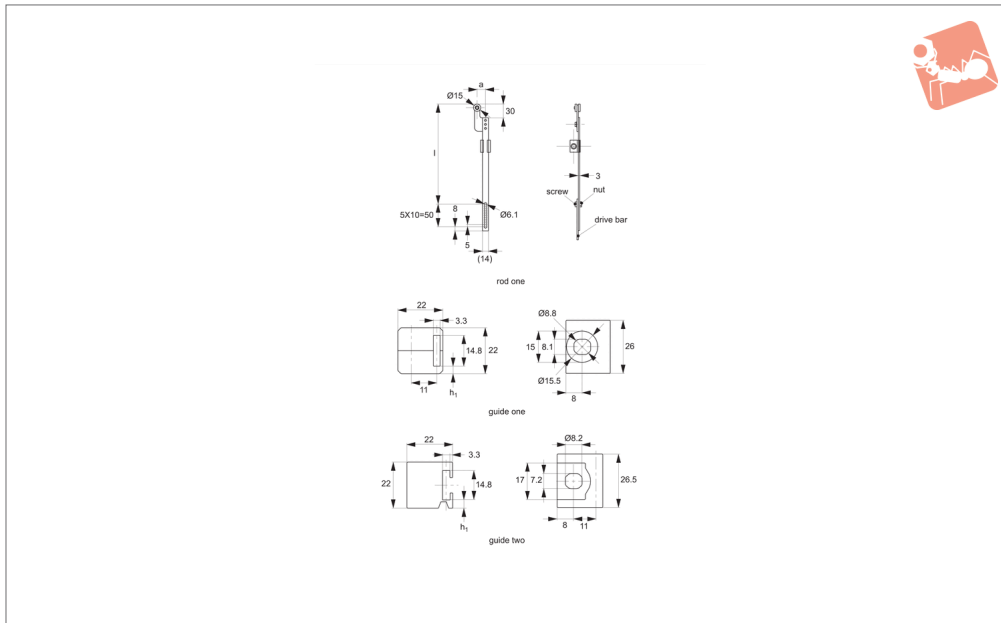 a
Ø15
30
l
3
screw
nut
8
5X10=50
Ø6.1
drive bar
5
(14)
rod one
22
3.3
14.8
22
11
h₁
Ø8.8
15
8.1
26
Ø15.5
8
guide one
22
3.3
22
14.8
h₁
Ø8.2
17
7.2
26.5
8
11
guide two